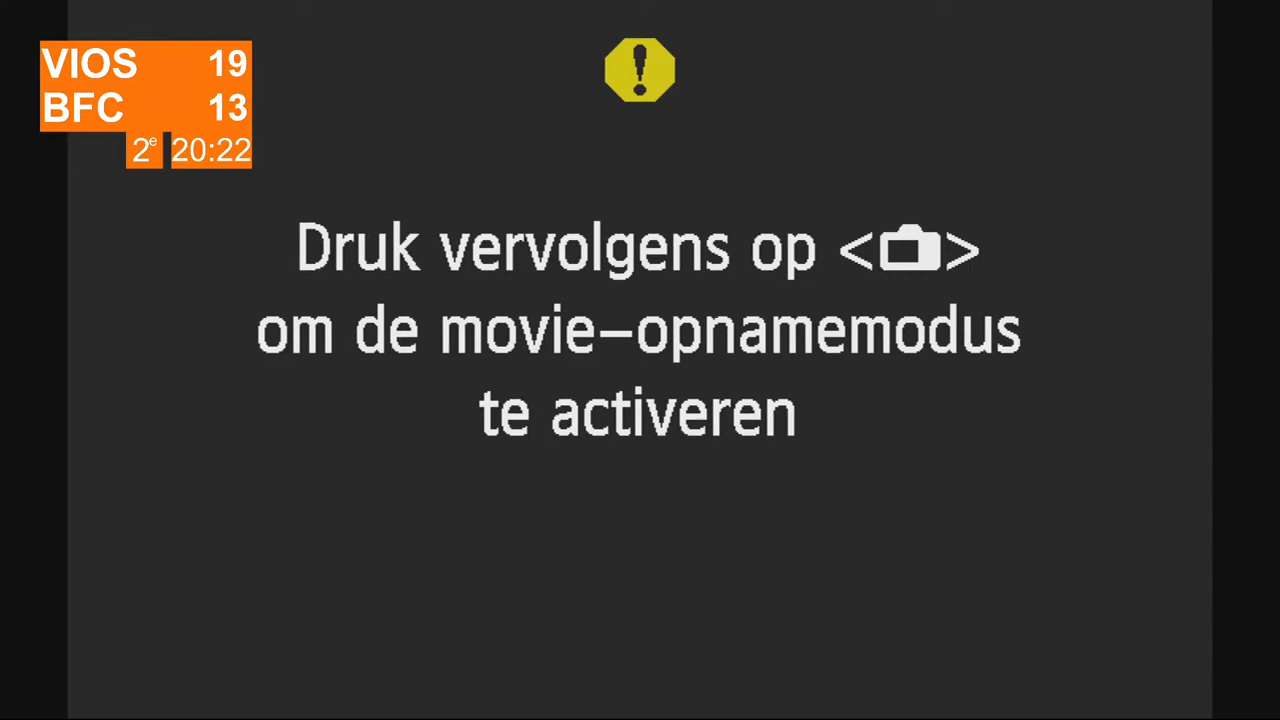 VIOS 19
BFC 13
2e 20:22
!
Druk vervolgens op < >
om de movie–opnamemodus
te activeren